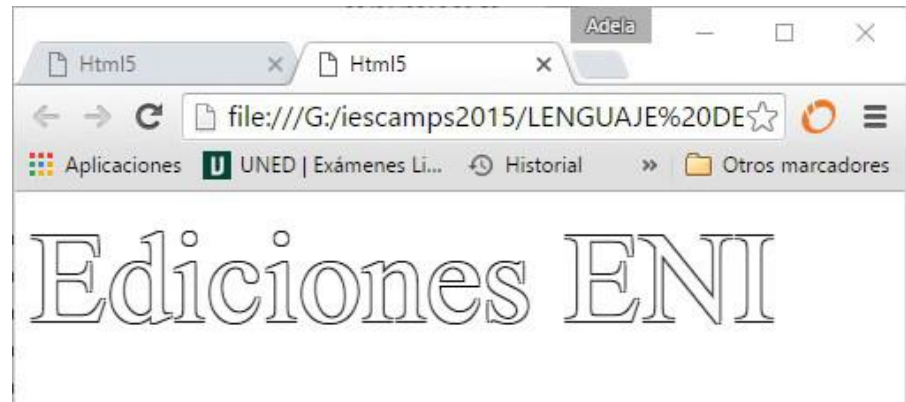 Adela
Html5 Html5
file:///G:/iescamps2015/LENGUAJE%20DE
Aplicaciones UNED | Exámenes Li... Historial » Otros marcadores
Ediciones ENI